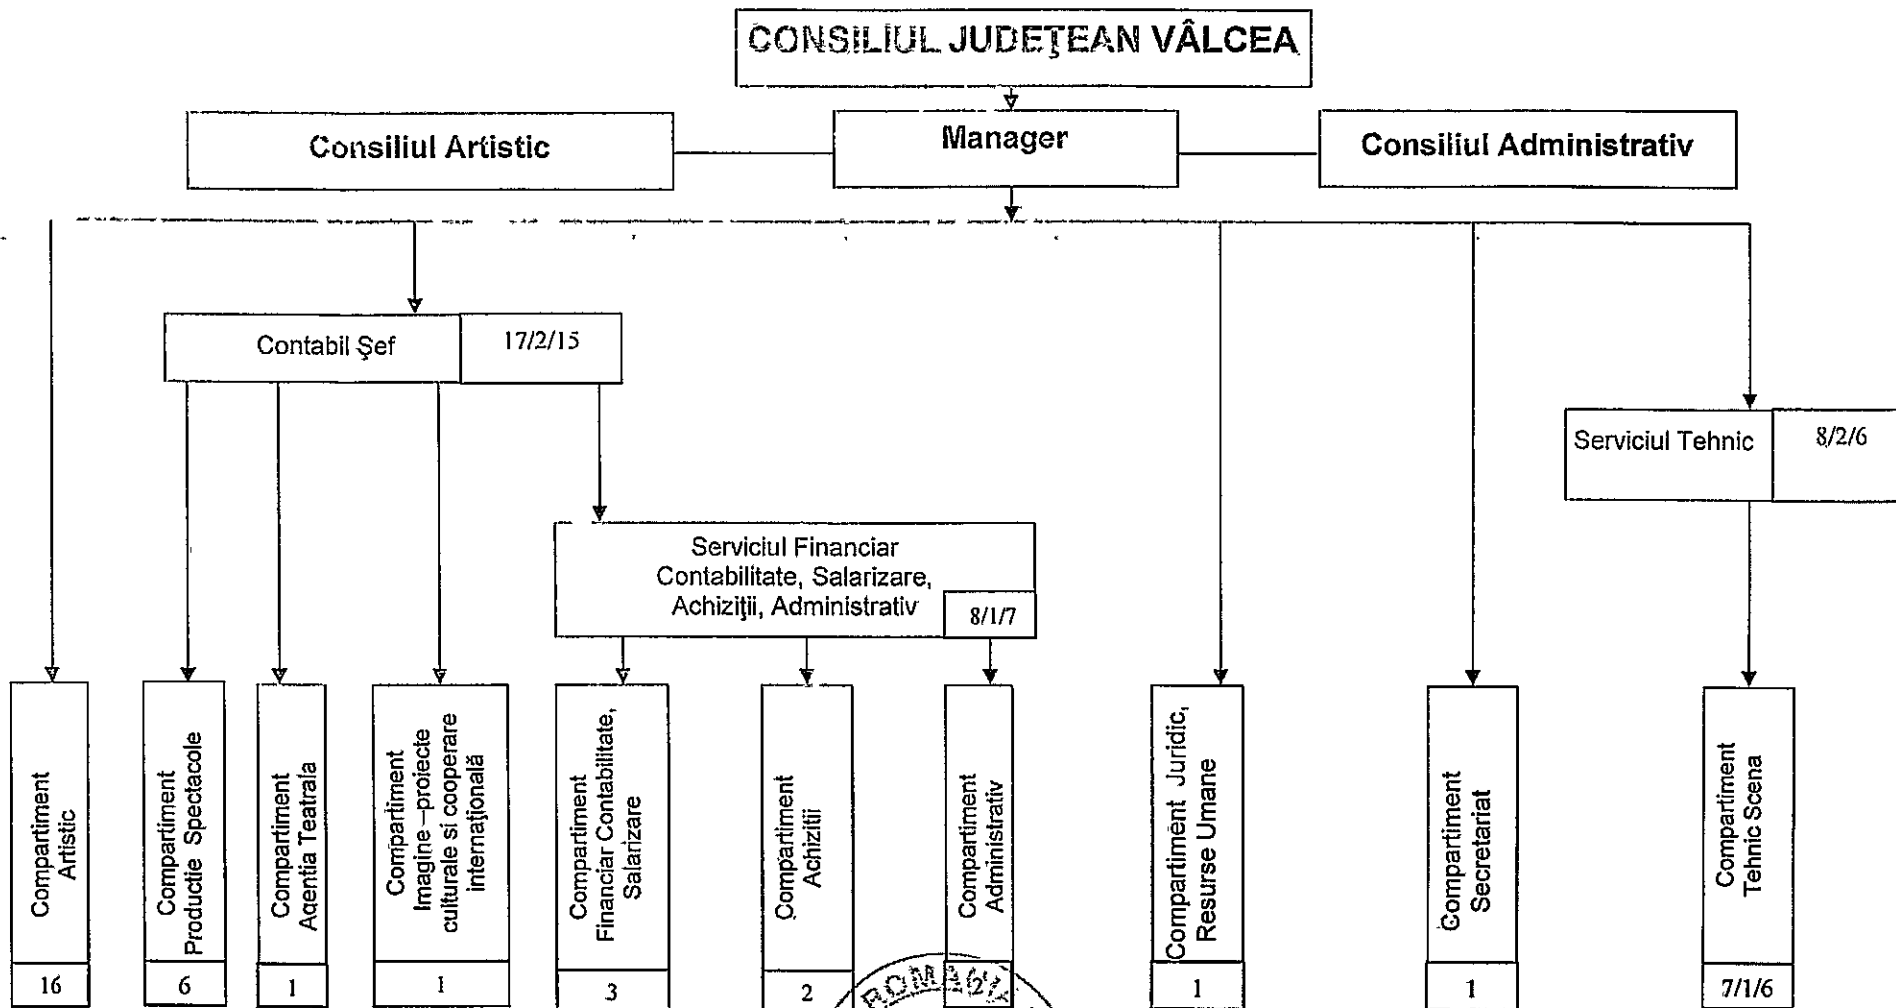 CONSILIUL JUDEŢEAN VÂLCEA
Consiliul Artistic
Manager
Consiliul Administrativ
Contabil Şef
17/2/15
Serviciul Tehnic
8/2/6
Serviciul Financiar
Contabilitate, Salarizare,
Achiziţii, Administrativ
8/1/7
Compartiment
Artistic
16
Compartiment
Productie Spectacole
6
Compartiment
Agentia Teatrala
1
Compartiment
Imagine –proiecte
culturale si cooperare
internaţională
1
Compartiment
Financiar Contabilitate,
Salarizare
3
Compartiment
Achizitii
2
Compartiment
Administrativ
2
Compartiment Juridic,
Resurse Umane
1
Compartiment
Secretariat
1
Compartiment
Tehnic Scena
7/1/6
ROMANIA